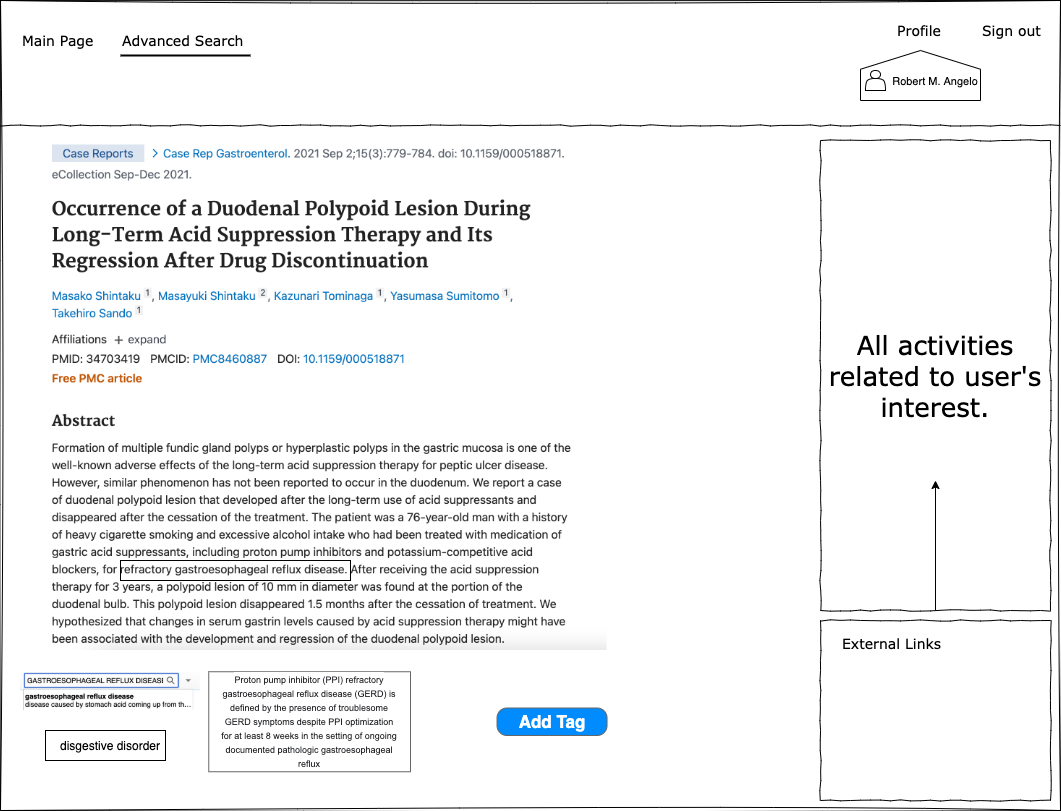 Main Page
Advanced Search
Profile
Sign out
Robert M. Angelo
Case Reports > Case Rep Gastroenterol. 2021 Sep 2;15(3):779-784. doi: 10.1159/000518871.
eCollection Sep-Dec 2021.
Occurrence of a Duodenal Polypoid Lesion During
Long-Term Acid Suppression Therapy and Its
Regression After Drug Discontinuation
Masako Shintaku 1, Masayuki Shintaku 2, Kazunari Tominaga 1, Yasumasa Sumitomo 1,
Takehiro Sando 1
Affiliations + expand
PMID: 34703419 PMCID: PMC8460887 DOI: 10.1159/000518871
Free PMC article
Abstract
Formation of multiple fundic gland polyps or hyperplastic polyps in the gastric mucosa is one of the
well-known adverse effects of the long-term acid suppression therapy for peptic ulcer disease.
However, similar phenomenon has not been reported to occur in the duodenum. We report a case
of duodenal polypoid lesion that developed after the long-term use of acid suppressants and
disappeared after the cessation of the treatment. The patient was a 76-year-old man with a history
of heavy cigarette smoking and excessive alcohol intake who had been treated with medication of
gastric acid suppressants, including proton pump inhibitors and potassium-competitive acid
blockers, for refractory gastroesophageal reflux disease. After receiving the acid suppression
therapy for 3 years, a polypoid lesion of 10 mm in diameter was found at the portion of the
duodenal bulb. This polypoid lesion disappeared 1.5 months after the cessation of treatment. We
hypothesized that changes in serum gastrin levels caused by acid suppression therapy might have
been associated with the development and regression of the duodenal polypoid lesion.
GASTROESOPHAGEAL REFLUX DISEASI
gastroesophageal reflux disease
disease caused by stomach acid coming up from th...
disgestive disorder
Proton pump inhibitor (PPI) refractory
gastroesophageal reflux disease (GERD) is
defined by the presence of troublesome
GERD symptoms despite PPI optimization
for at least 8 weeks in the setting of ongoing
documented pathologic gastroesophageal
reflux
Add Tag
All activities
related to user's
interest.
External Links